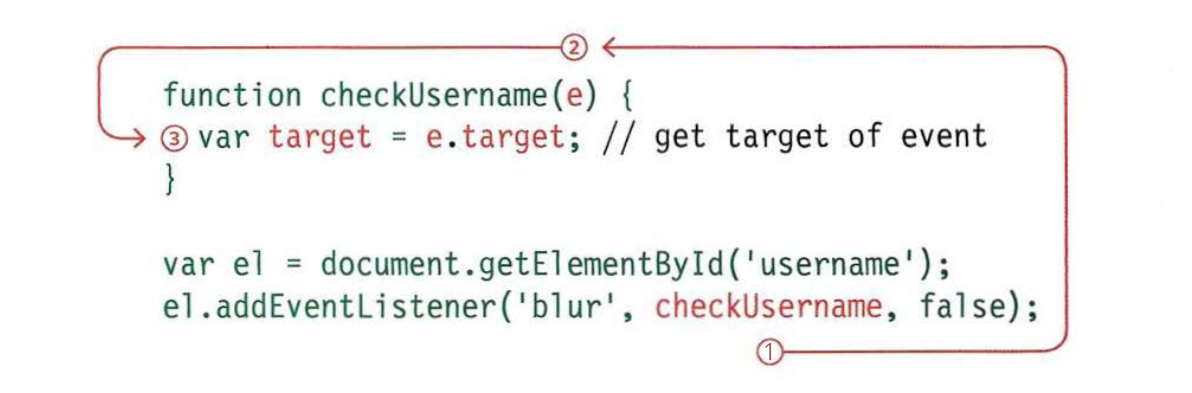 ②
function checkUsername(e) {
③ var target = e.target; // get target of event
}
var el = document.getElementById('username');
el.addEventListener('blur', checkUsername, false);
①